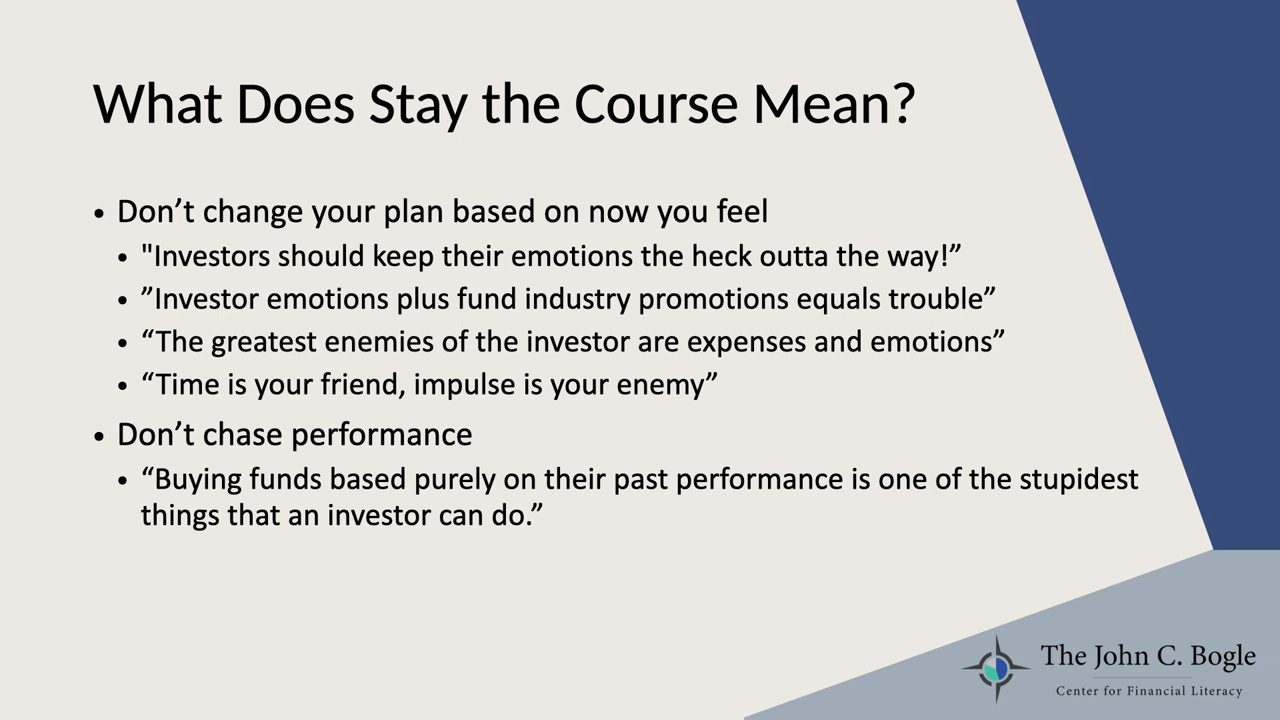 What Does Stay the Course Mean?
• Don’t change your plan based on now you feel
• "Investors should keep their emotions the heck outta the way!”
• ”Investor emotions plus fund industry promotions equals trouble”
• “The greatest enemies of the investor are expenses and emotions”
• “Time is your friend, impulse is your enemy”
• Don’t chase performance
• “Buying funds based purely on their past performance is one of the stupidest
things that an investor can do.”
The John C. Bogle
Center for Financial Literacy